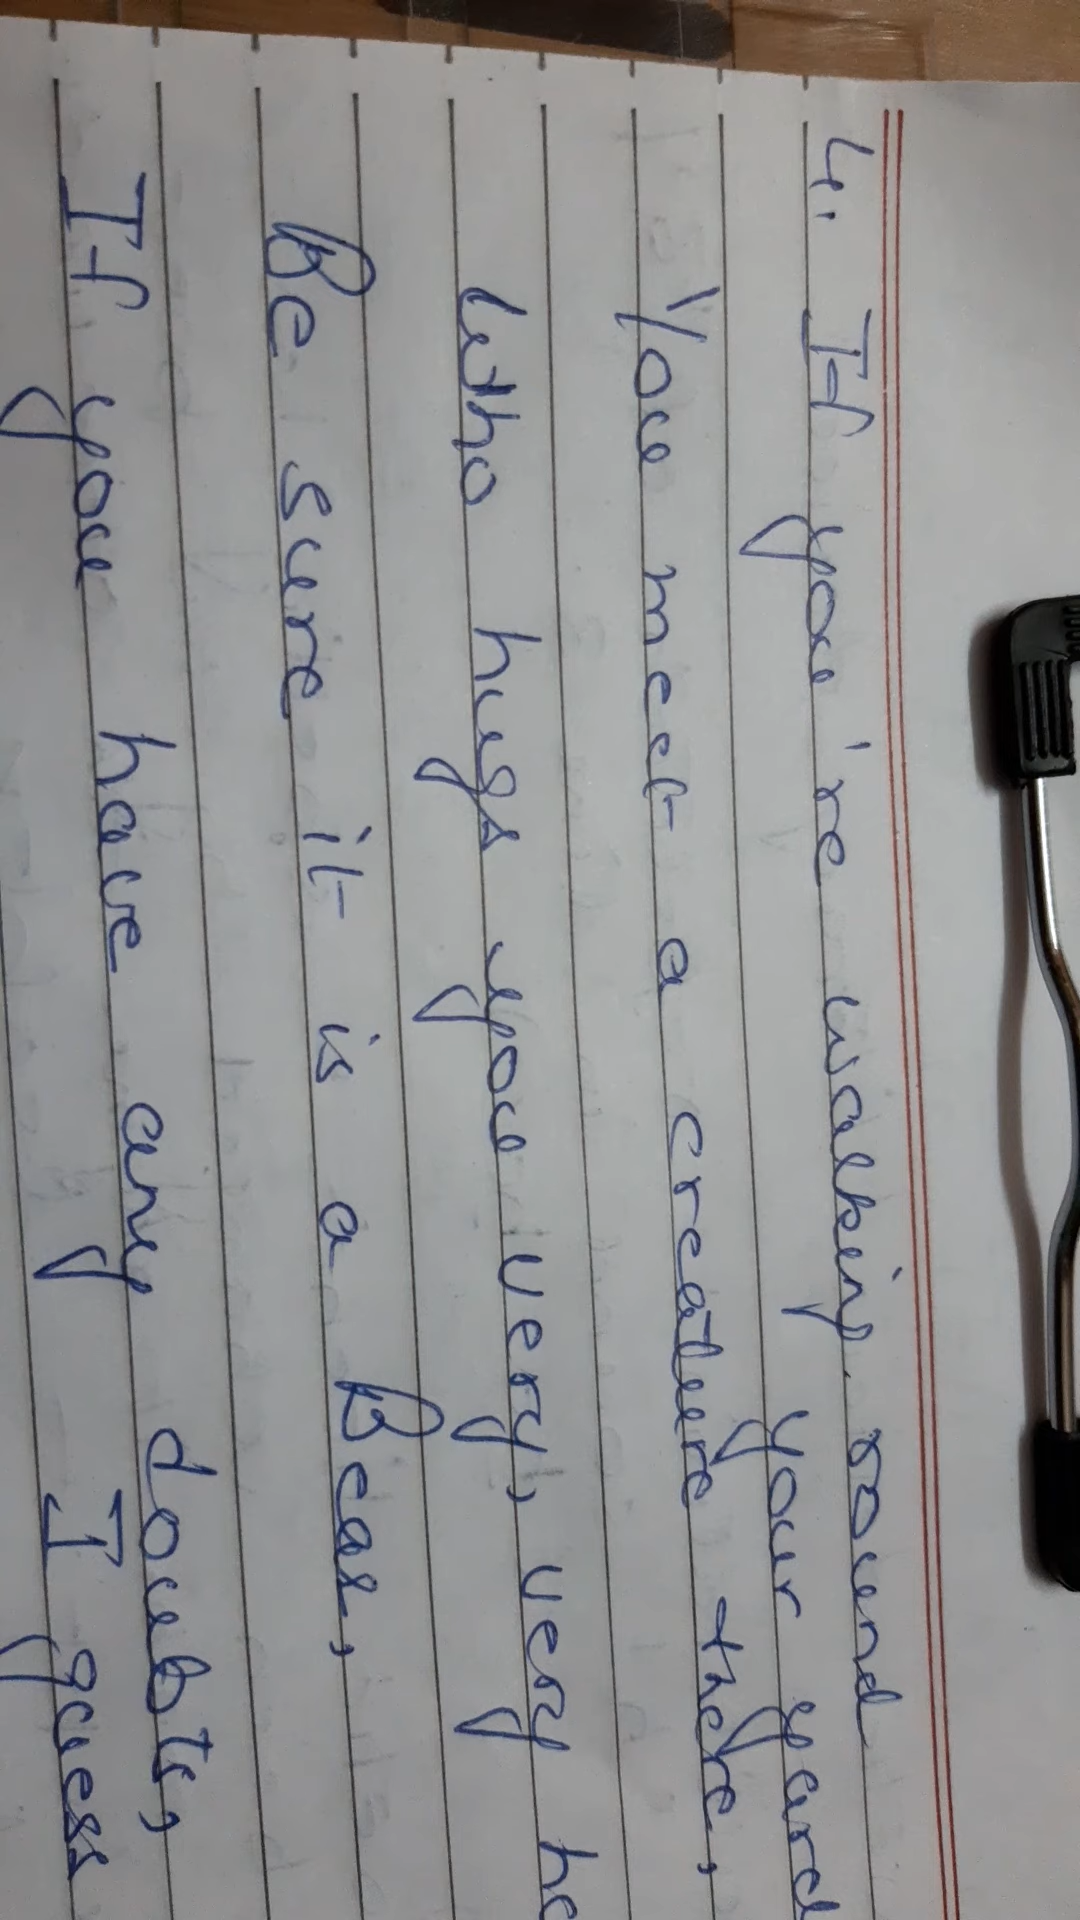 4. If you're walking round
your yard
You meet a creature there,
Who hugs you very, very
Be sure it is a Bear,
If you have any doubts,
I guess